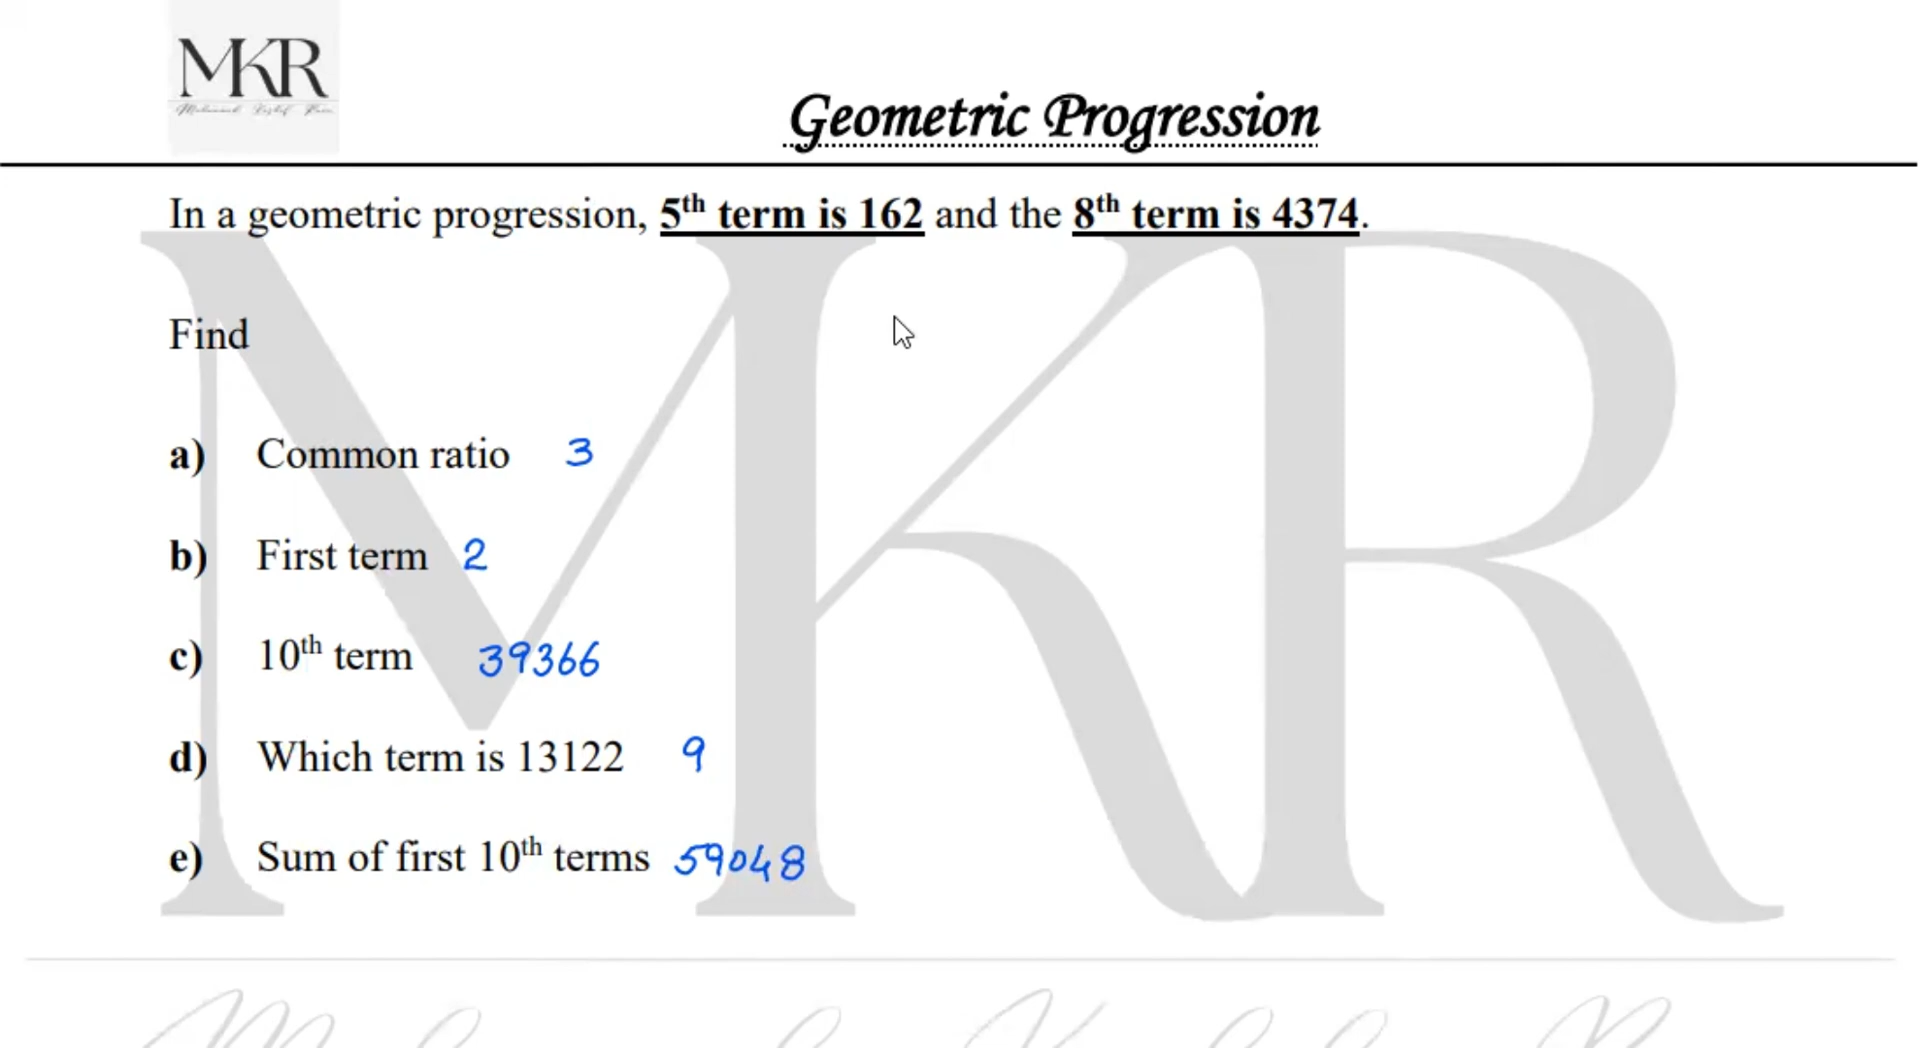 MKR
Geometric Progression
In a geometric progression, 5th term is 162 and the 8th term is 4374.
Find
a) Common ratio 3
b) First term 2
c) 10th term 39366
d) Which term is 13122 9
e) Sum of first 10th terms 59048
MKR